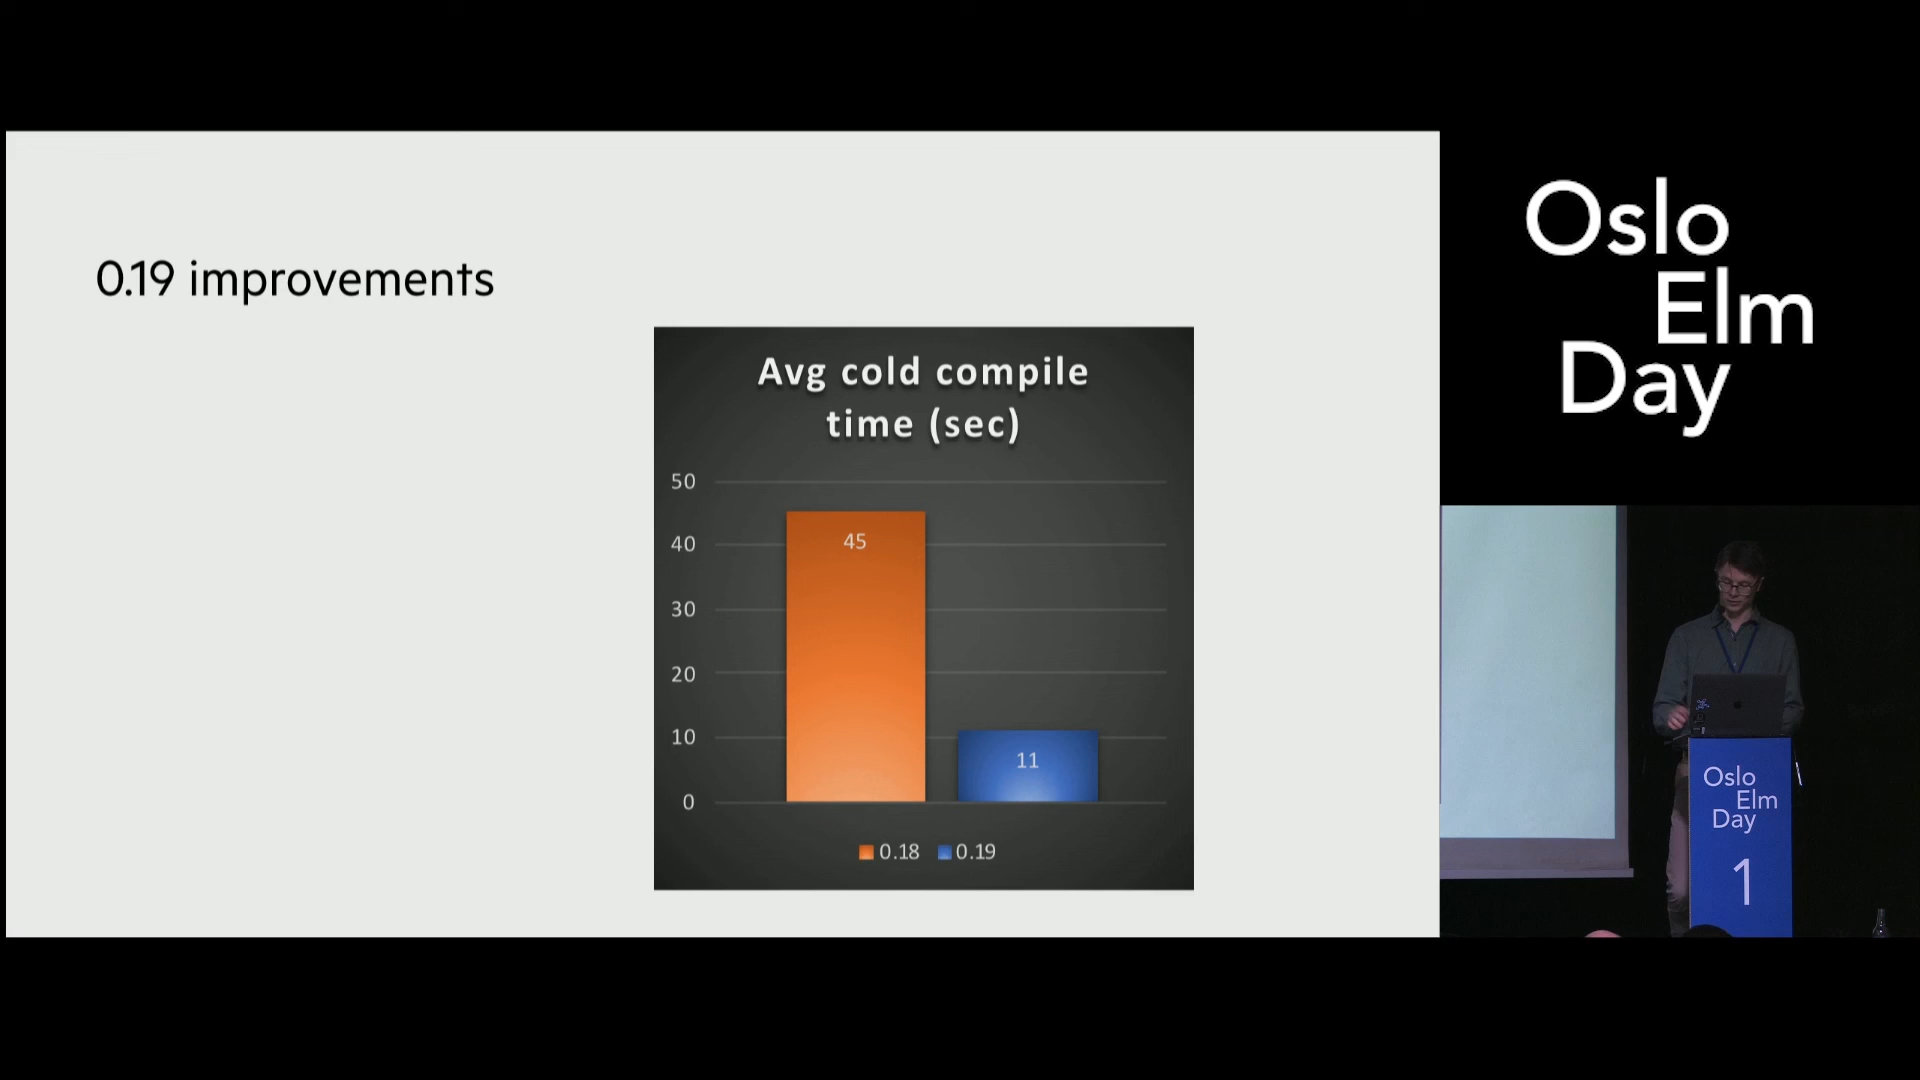 0.19 improvements
Avg cold compile
time (sec)
50
40
30
20
10
0
45
11
0.18
0.19
Oslo
Elm
Day
Oslo
Elm
Day
1